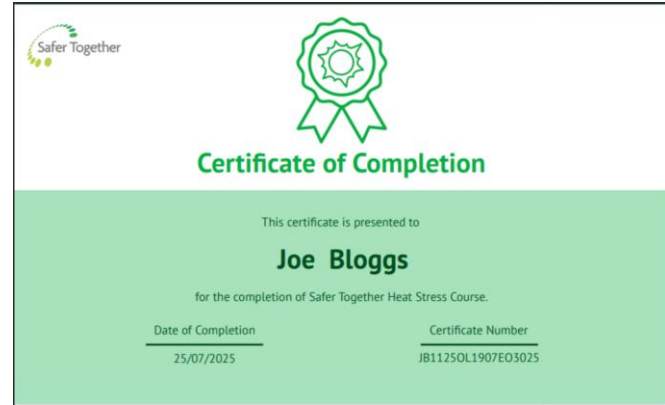 Safer Together
Certificate of Completion
This certificate is presented to
Joe Bloggs
for the completion of Safer Together Heat Stress Course.
Date of Completion
Certificate Number
25/07/2025
JB1125OL1907EO3025